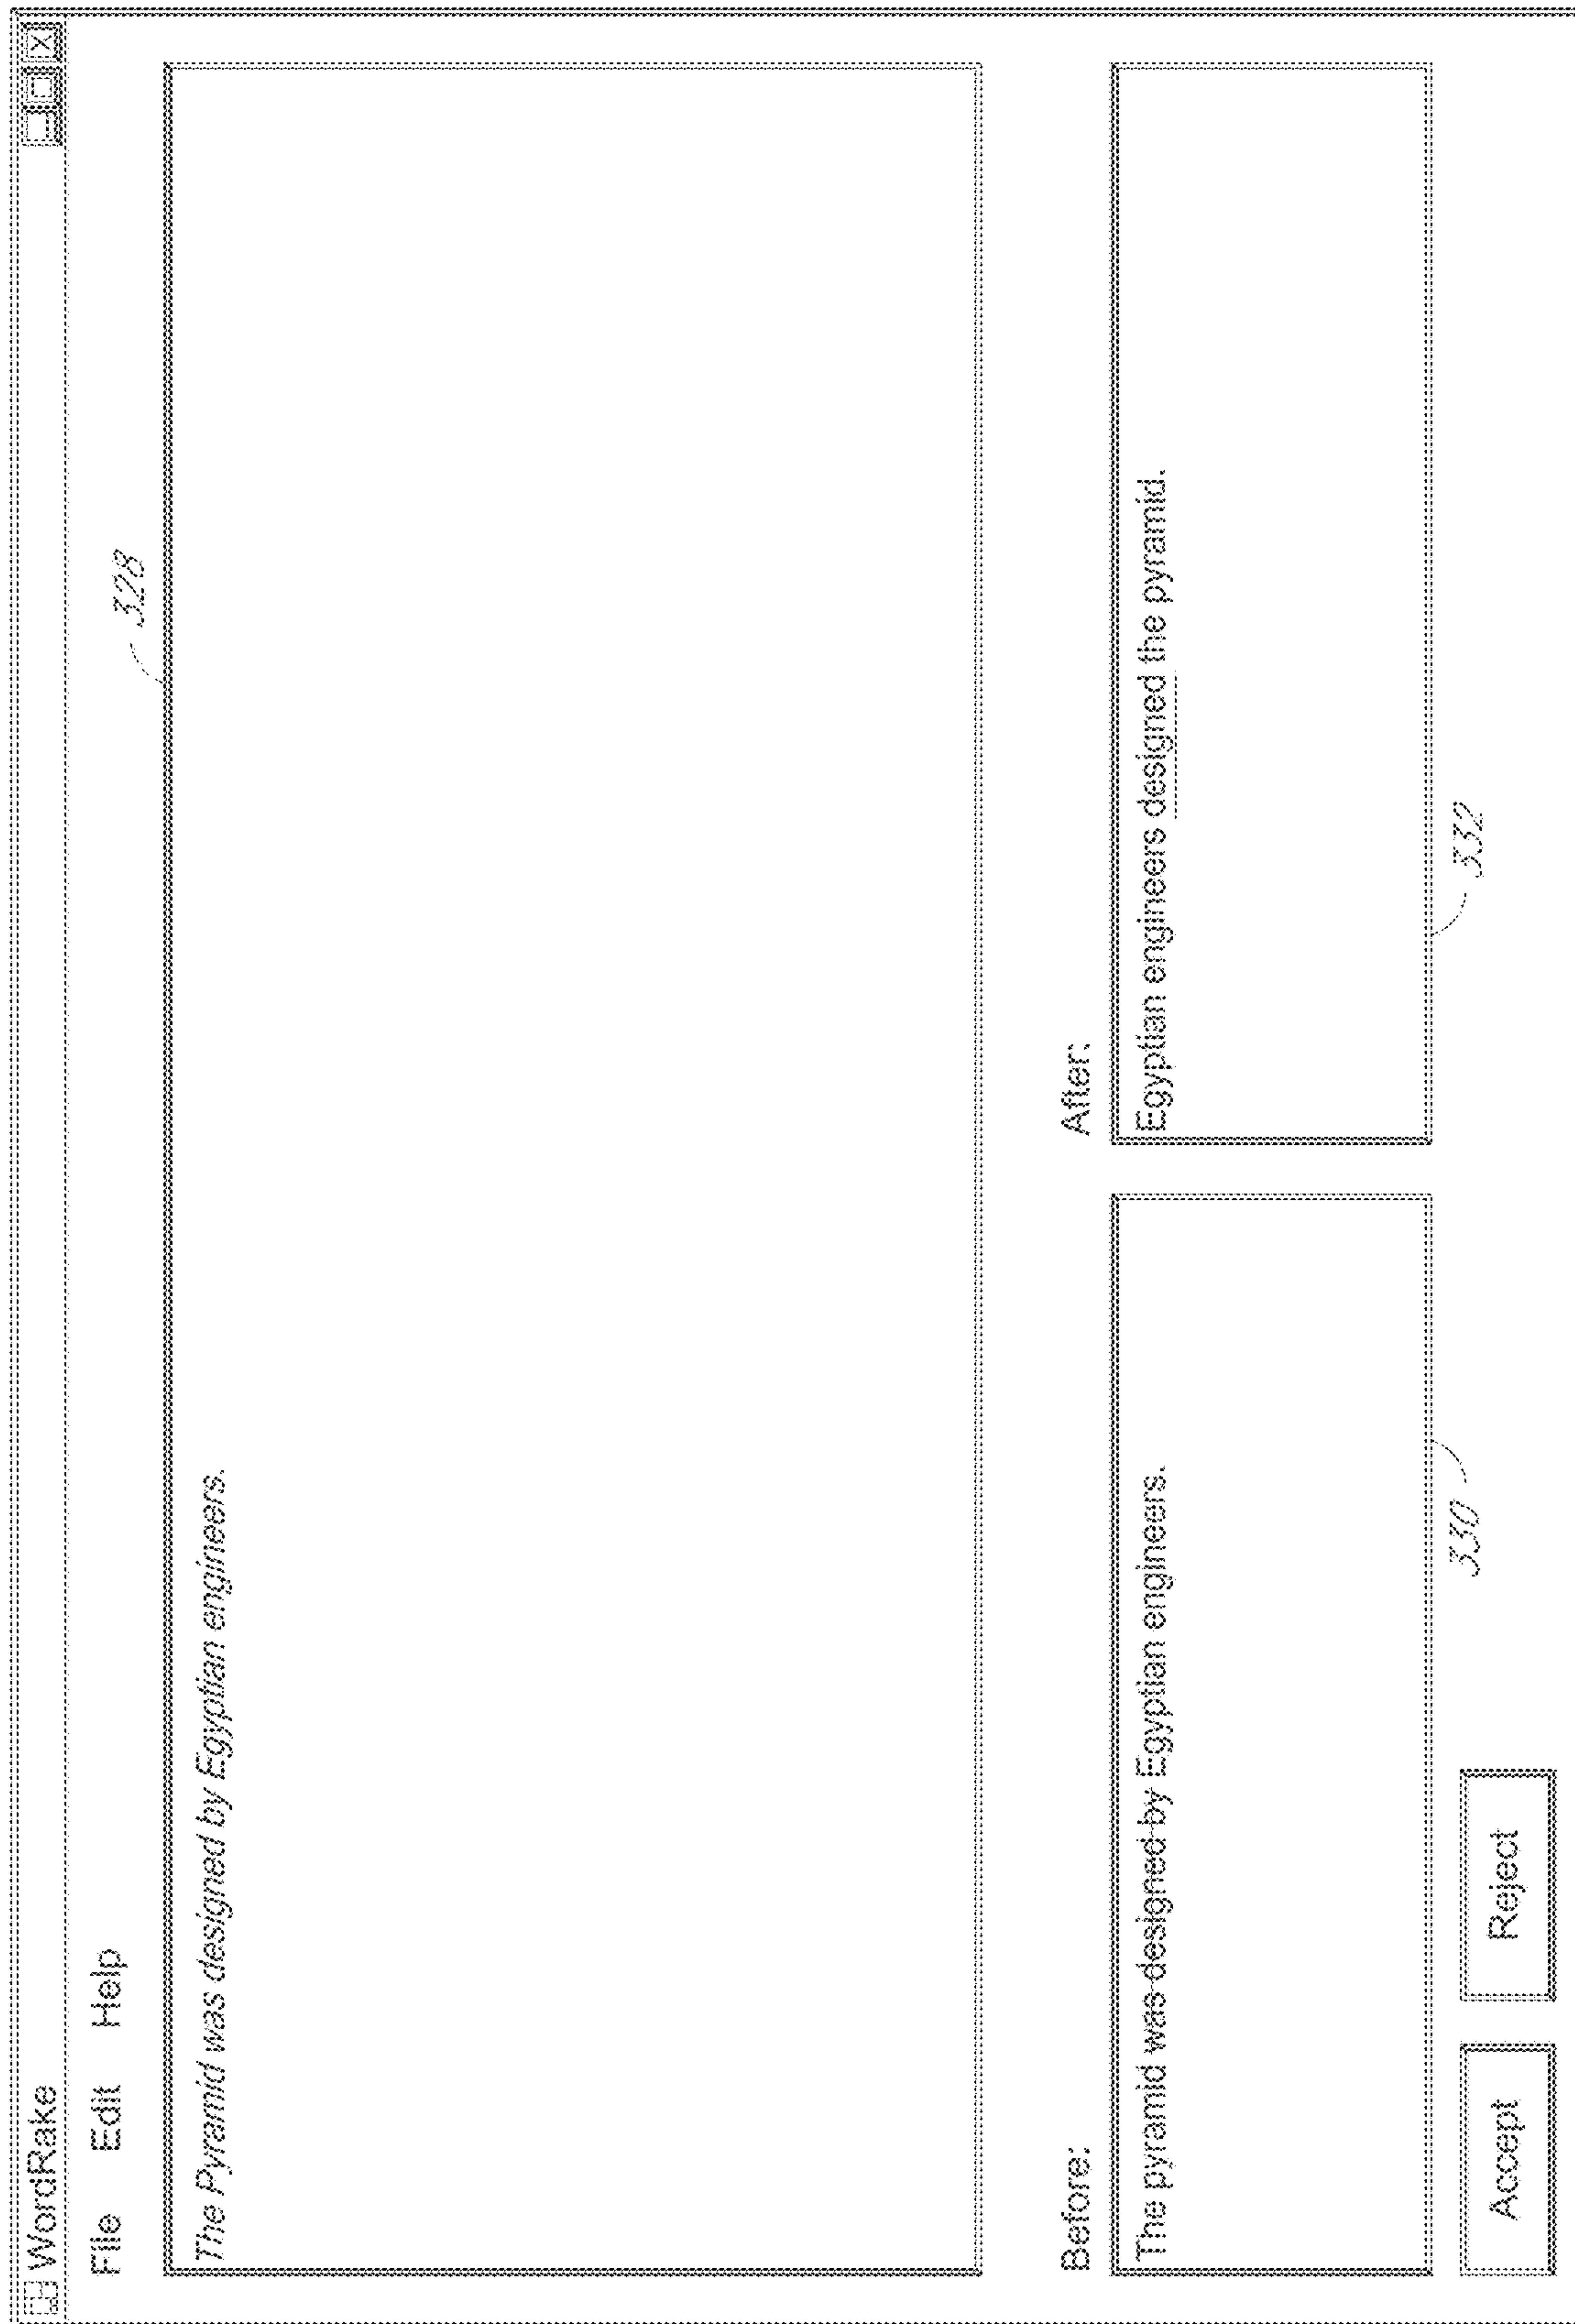 WordRake
File Edit Help
328
The Pyramid was designed by Egyptian engineers.
Before:
After:
The pyramid was designed by Egyptian engineers.
Egyptian engineers designed the pyramid.
330
332
Accept
Reject